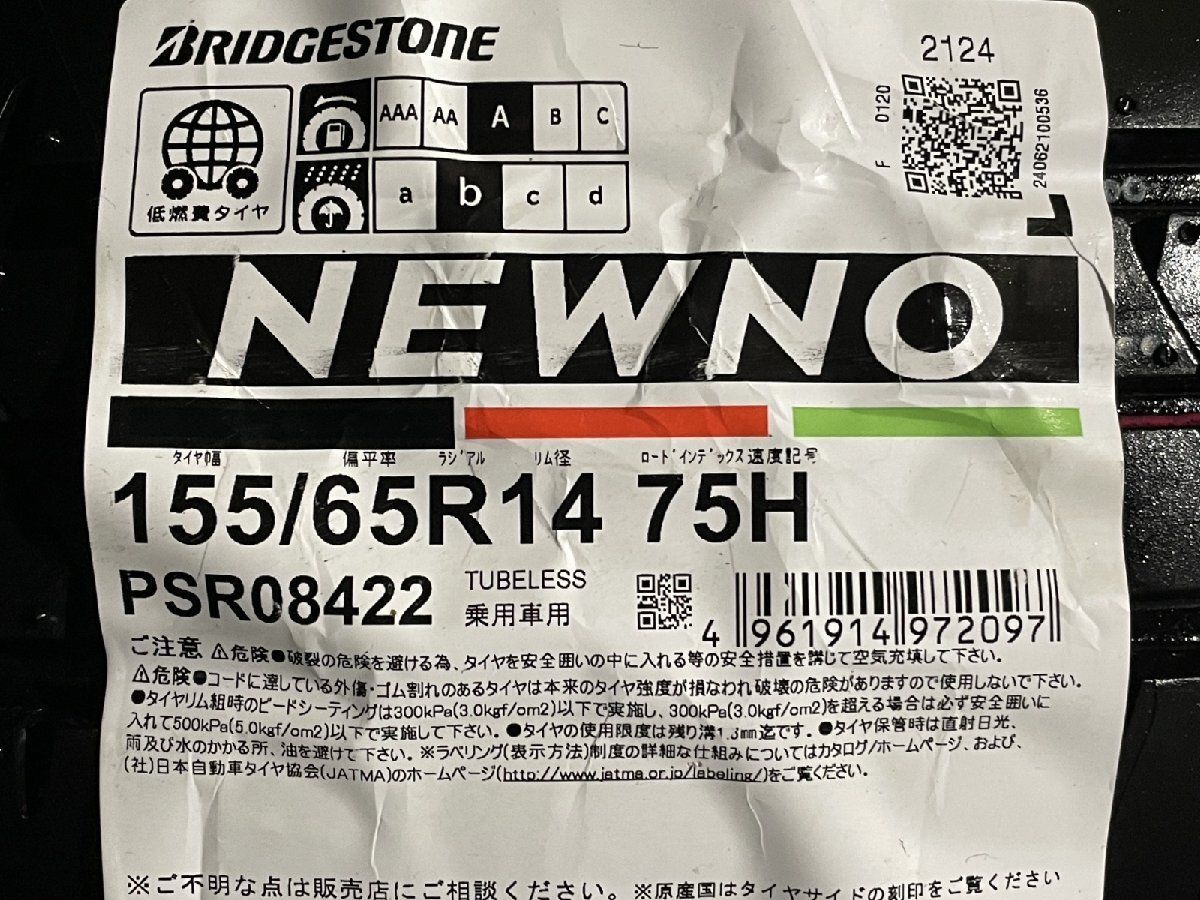 BRIDGESTONE
2124
F 0120
24062100536
AAA AA A B C
a b c d
低燃費タイヤ
NEWNO
タイヤ幅 偏平率 ラジアル リム径 ロードインデックス速度記号
155/65R14 75H
PSR08422 TUBELESS
乗用車用
4 961914 972097
ご注意 ⚠危険●破裂の危険を避ける為、タイヤを安全囲いの中に入れる等の安全措置を講じて空気充填して下さい。
⚠危険●コードに達している外傷・ゴム割れのあるタイヤは本来のタイヤ強度が損なわれ破壊の危険がありますので使用しないで下さい。
●タイヤリム組時のビードシーティングは300kPa(3.0kgf/cm2)以下で実施し、300kPa(3.0kgf/cm2)を超える場合は必ず安全囲いに
入れて500kPa(5.0kgf/cm2)以下で実施して下さい。●タイヤの使用限度は残り溝1.6mm迄です。●タイヤ保管時は直射日光、
雨及び水のかかる所、油を避けて下さい。※ラベリング(表示方法)制度の詳細な仕組みについてはカタログ/ホームページ、および、
(社)日本自動車タイヤ協会(JATMA)のホームページ(http://www.jatma.or.jp/labeling/)をご覧ください。
※ご不明な点は販売店にご相談ください。※原産国はタイヤサイドの刻印をご覧ください